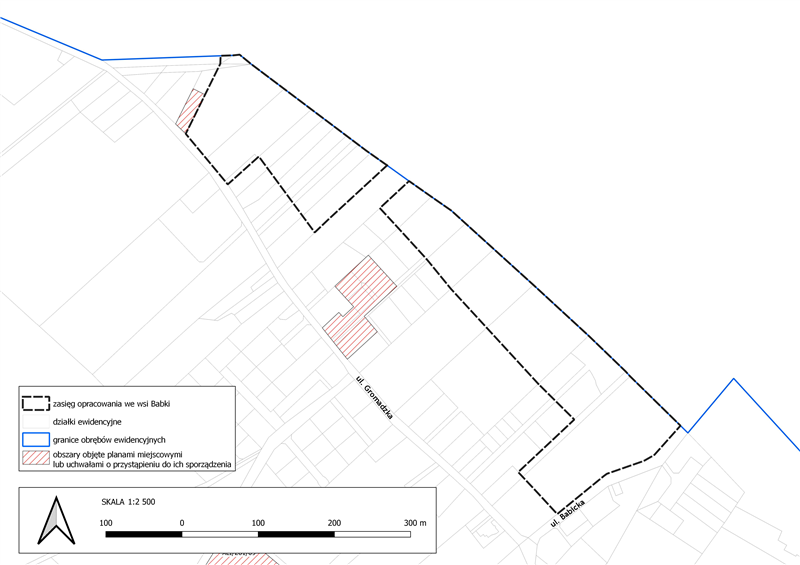 ul. Gromadzka
ul. Babicka
zasięg opracowania we wsi Babki
działki ewidencyjne
granice obrębów ewidencyjnych
obszary objęte planami miejscowymi
lub uchwałami o przystąpieniu do ich sporządzenia
SKALA 1:2 500
100 0 100 200 300 m